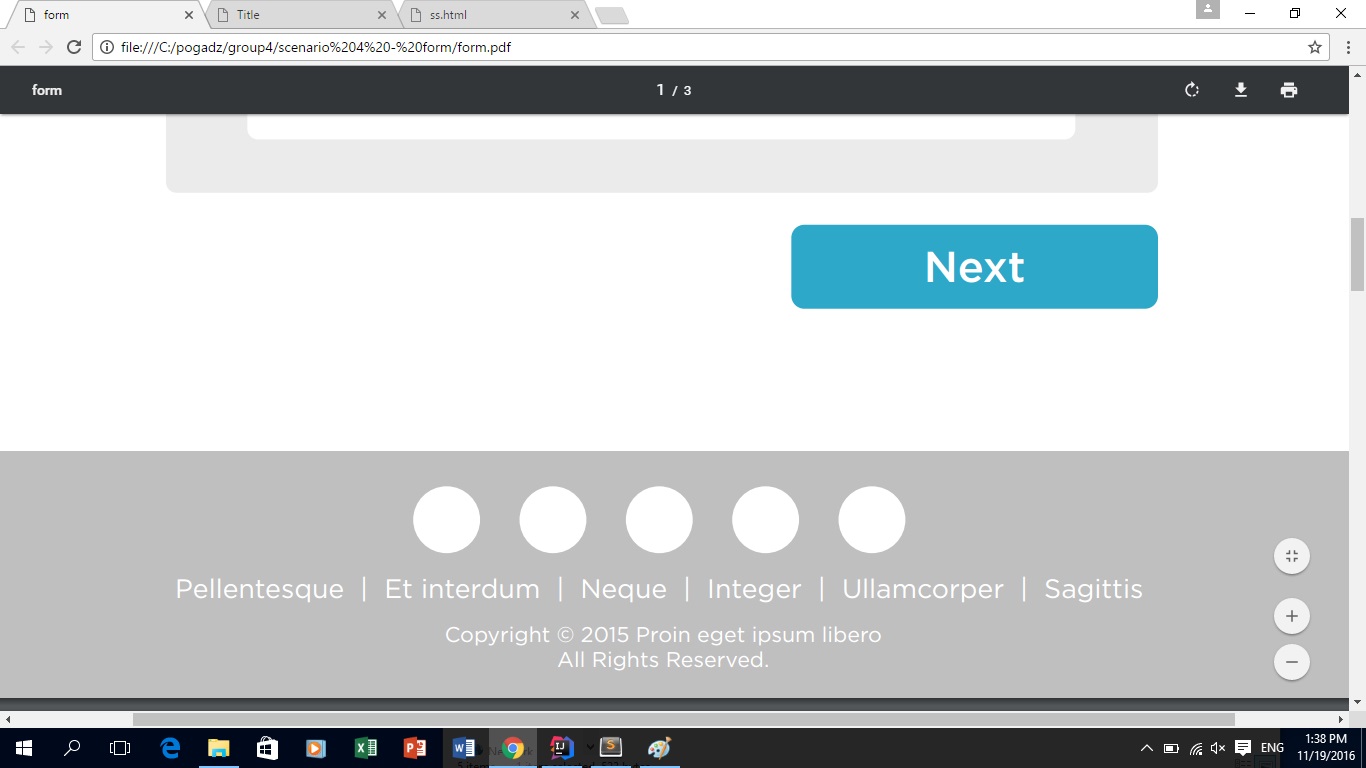 form
Title
ss.html
file:///C:/pogadz/group4/scenario%204%20-%20form/form.pdf
form
1 / 3
Next
Pellentesque | Et interdum | Neque | Integer | Ullamcorper | Sagittis
Copyright © 2015 Proin eget ipsum libero
All Rights Reserved.
ENG
1:38 PM
11/19/2016